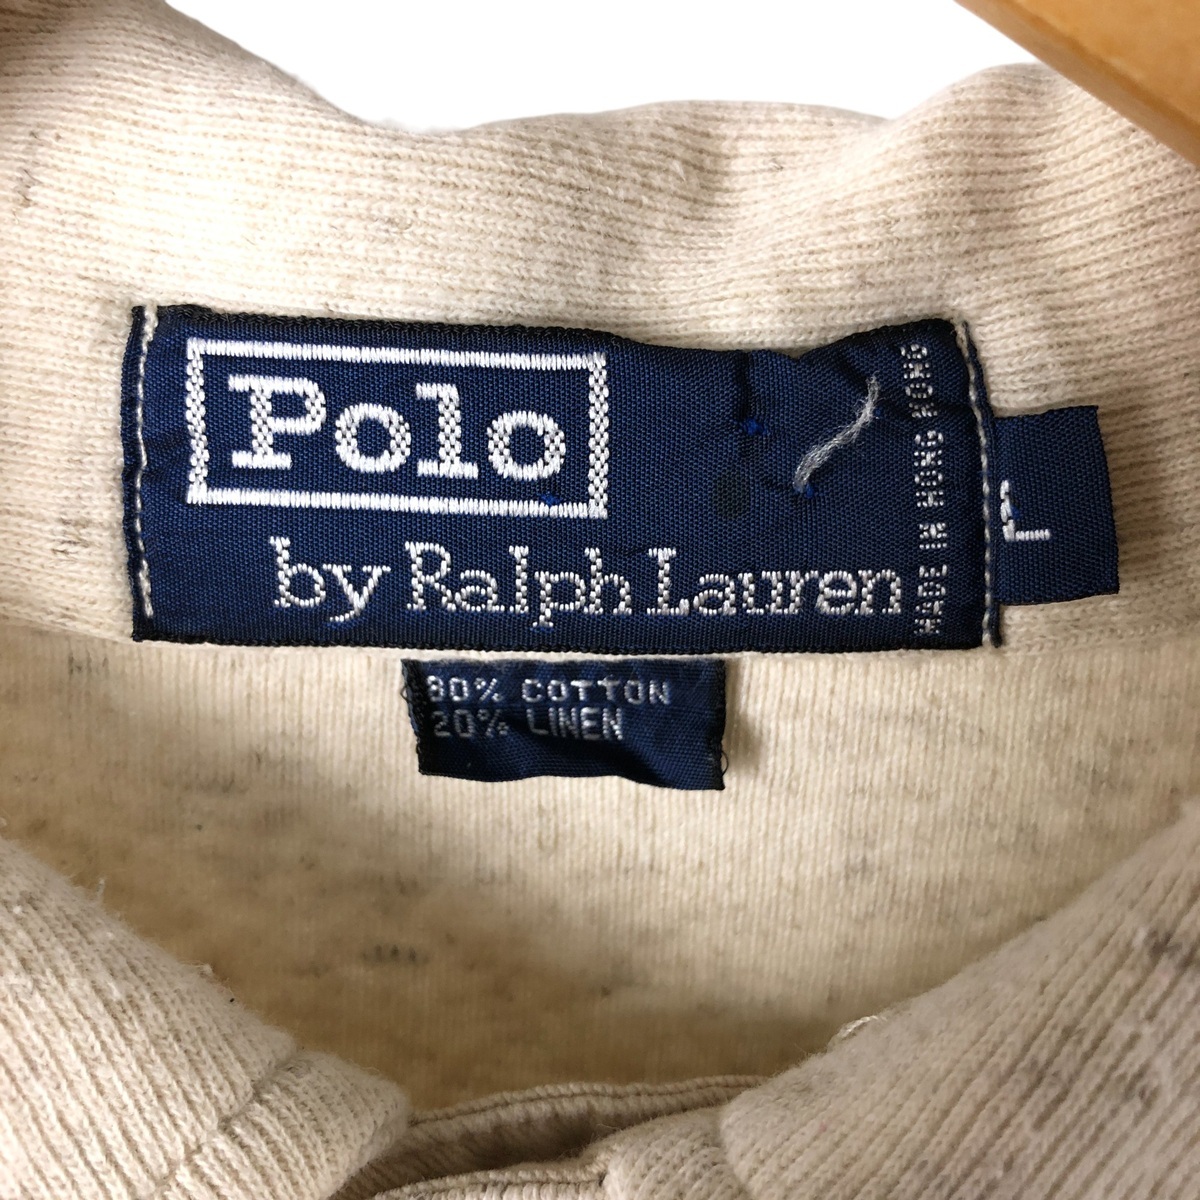 Polo
by Ralph Lauren
MADE IN HONG KONG
L
80% COTTON
20% LINEN